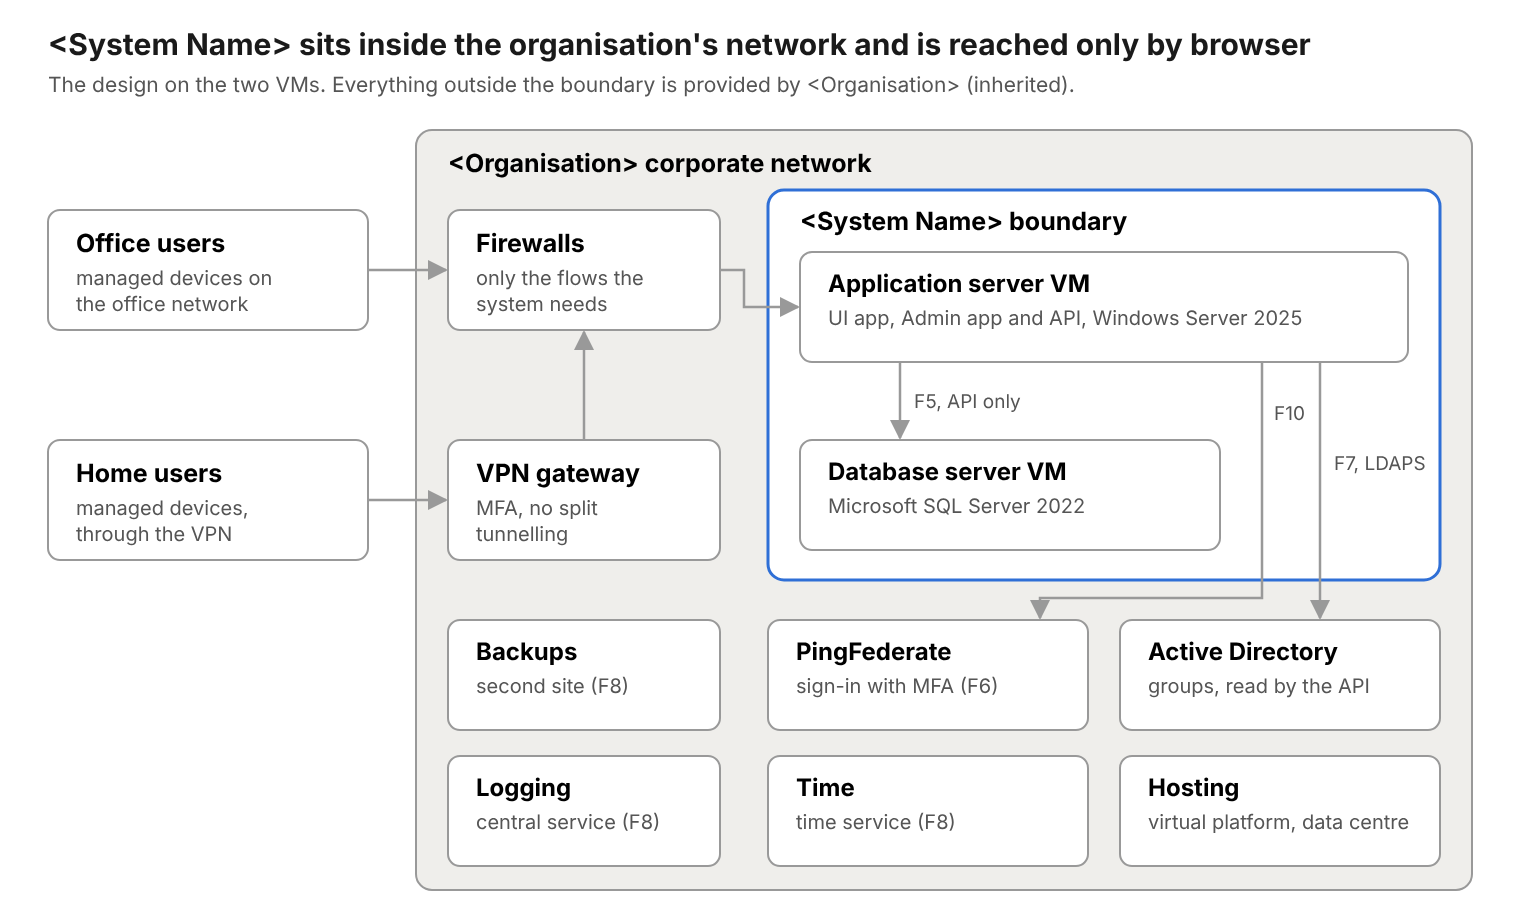 <System Name> sits inside the organisation's network and is reached only by browser
The design on the two VMs. Everything outside the boundary is provided by <Organisation> (inherited).
<Organisation> corporate network
Office users
managed devices on
the office network
Firewalls
only the flows the
system needs
<System Name> boundary
Application server VM
UI app, Admin app and API, Windows Server 2025
F5, API only
F10
F7, LDAPS
Home users
managed devices,
through the VPN
VPN gateway
MFA, no split
tunnelling
Database server VM
Microsoft SQL Server 2022
Backups
second site (F8)
PingFederate
sign-in with MFA (F6)
Active Directory
groups, read by the API
Logging
central service (F8)
Time
time service (F8)
Hosting
virtual platform, data centre